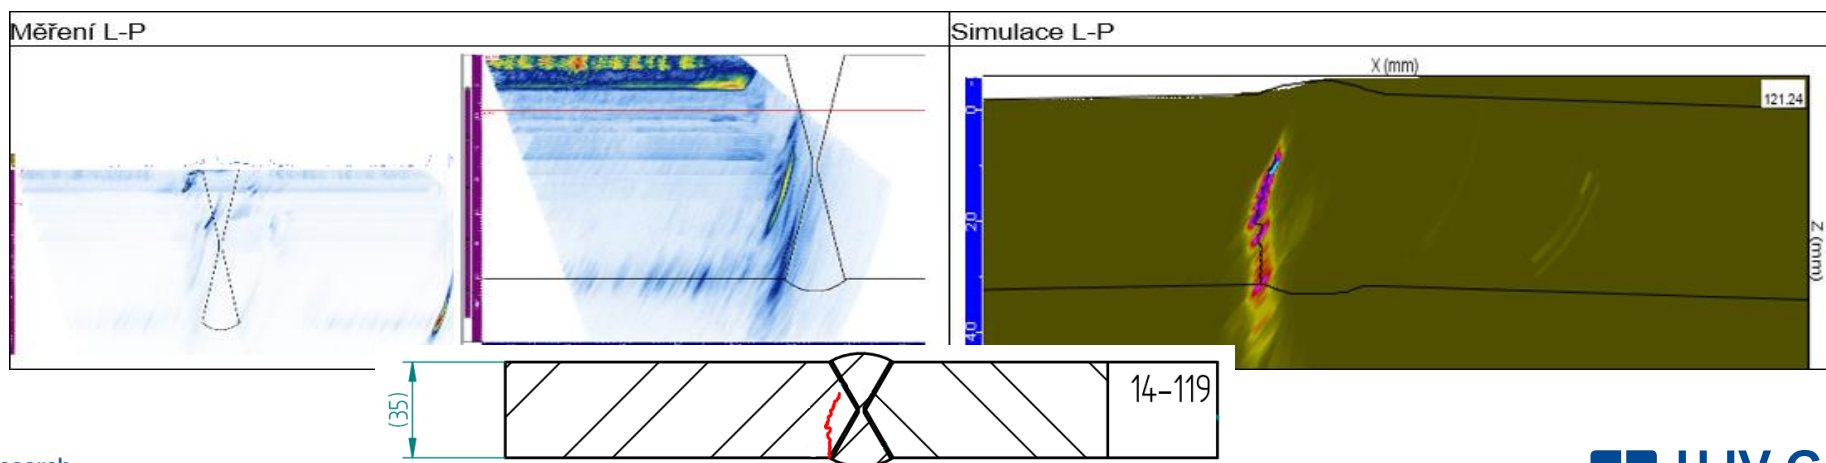 Měření L-P
Simulace L-P
X (mm)
121.24
0
20
40
Z (mm)
(35)
14-119